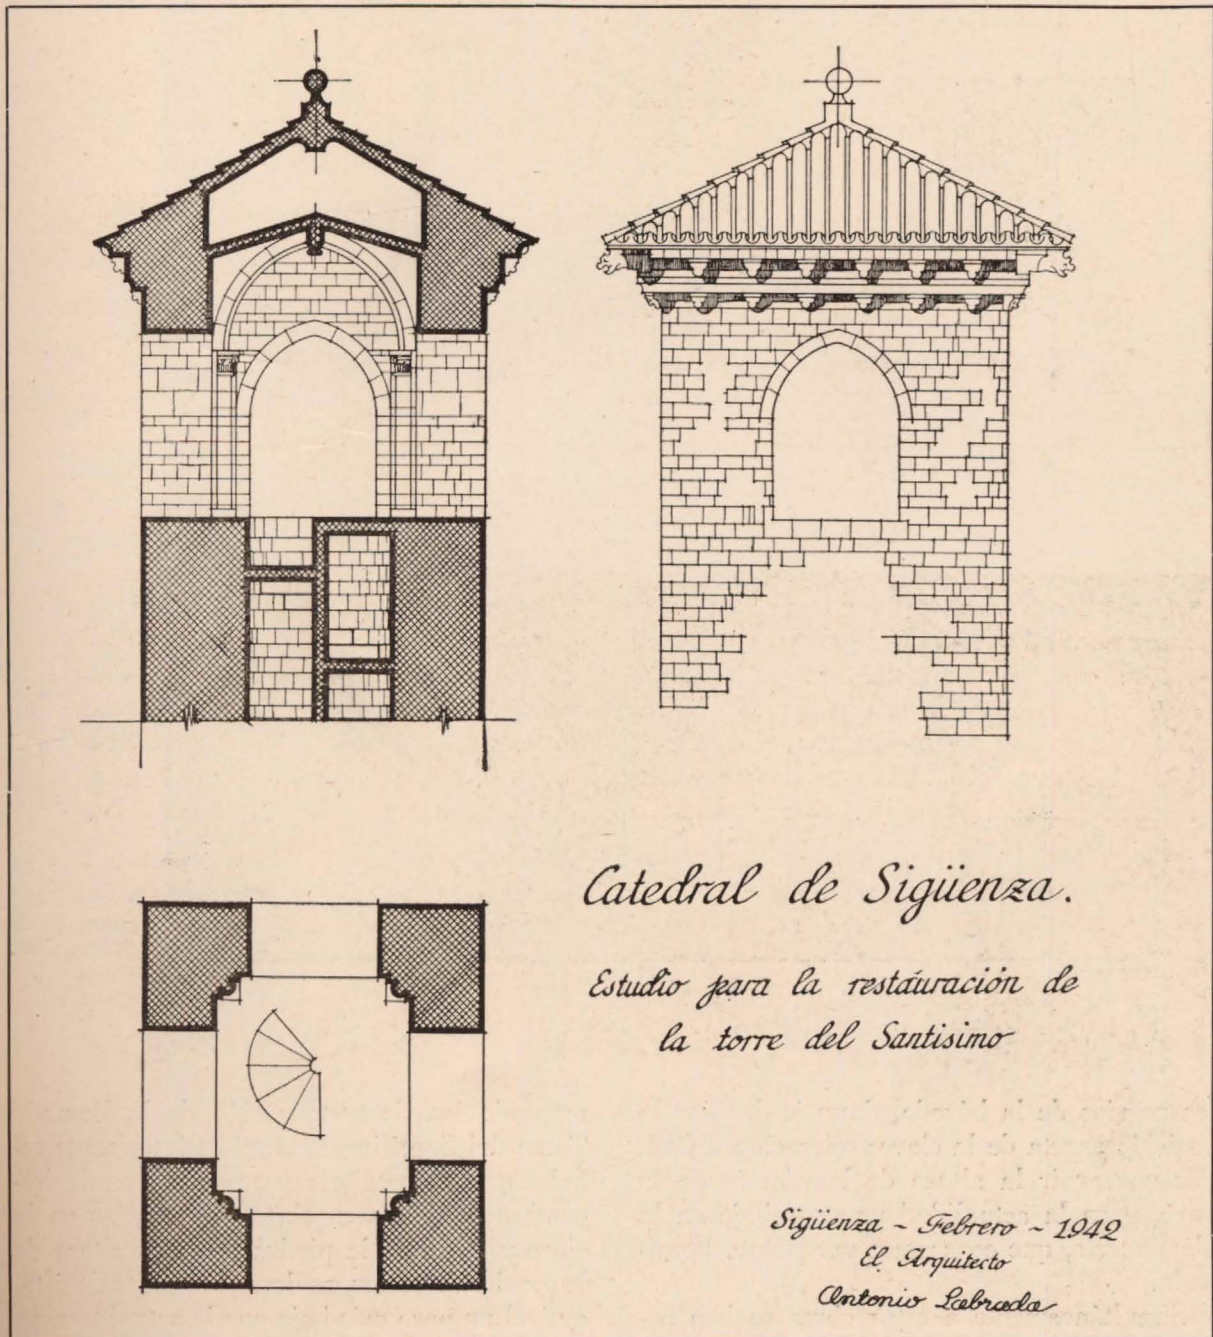 Catedral de Sigüenza.
Estudio para la restáuración de
la torre del Santisimo
Sigüenza - Febrero - 1942
El Arquitecto
Antonio Labrada